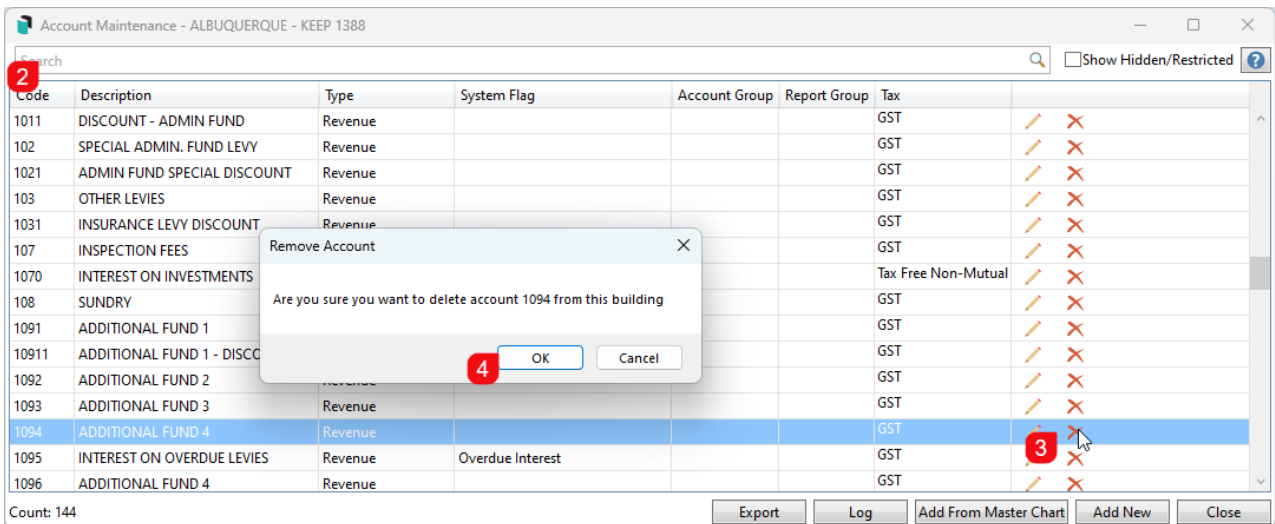 Account Maintenance - ALBUQUERQUE - KEEP 1388
Search
Show Hidden/Restricted ?
2
Code Description Type System Flag Account Group Report Group Tax
1011 DISCOUNT - ADMIN FUND Revenue GST
102 SPECIAL ADMIN. FUND LEVY Revenue GST
1021 ADMIN FUND SPECIAL DISCOUNT Revenue GST
103 OTHER LEVIES Revenue GST
1031 INSURANCE LEVY DISCOUNT Revenue GST
107 INSPECTION FEES GST
1070 INTEREST ON INVESTMENTS Tax Free Non-Mutual
108 SUNDRY GST
1091 ADDITIONAL FUND 1 GST
10911 ADDITIONAL FUND 1 - DISCO GST
1092 ADDITIONAL FUND 2 Revenue GST
1093 ADDITIONAL FUND 3 Revenue GST
1094 ADDITIONAL FUND 4 Revenue GST
1095 INTEREST ON OVERDUE LEVIES Revenue Overdue Interest GST
1096 ADDITIONAL FUND 4 Revenue GST
Remove Account
Are you sure you want to delete account 1094 from this building
4 OK Cancel
3
Count: 144 Export Log Add From Master Chart Add New Close